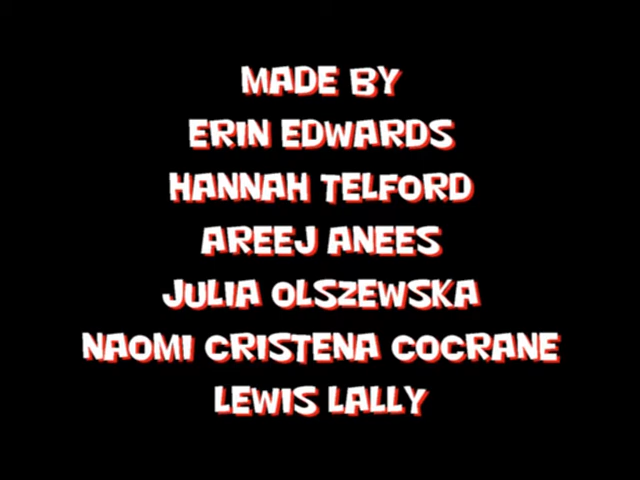 MADE BY
ERIN EDWARDS
HANNAH TELFORD
AREEJ ANEES
JULIA OLSZEWSKA
NAOMI CRISTENA COCRANE
LEWIS LALLY